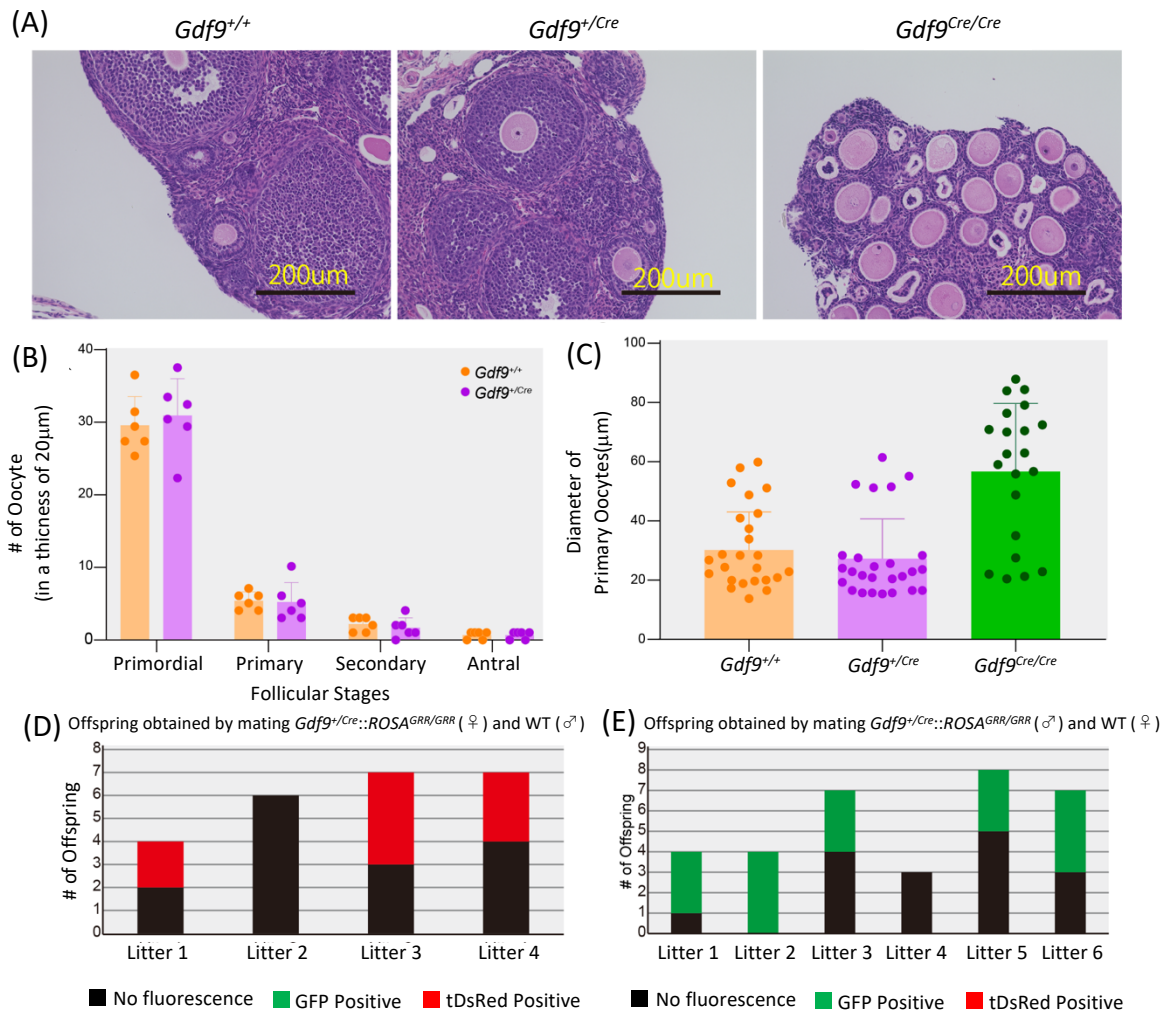 (A)
Gdf9+/+
Gdf9+/Cre
Gdf9Cre/Cre
200um
200um
200um
(B)
# of Oocyte
(in a thicness of 20μm)
40
30
20
10
0
Gdf9+/+
Gdf9+/Cre
Primordial
Primary
Secondary
Antral
Follicular Stages
(C)
Diameter of
Primary Oocytes(μm)
100
80
60
40
20
0
Gdf9+/+
Gdf9+/Cre
Gdf9Cre/Cre
(D)
Offspring obtained by mating Gdf9+/Cre::ROSAGRR/GRR (♀) and WT (♂)
# of Offspring
8
7
6
5
4
3
2
1
0
Litter 1
Litter 2
Litter 3
Litter 4
No fluorescence
GFP Positive
tDsRed Positive
(E)
Offspring obtained by mating Gdf9+/Cre::ROSAGRR/GRR (♂) and WT (♀)
# of Offspring
9
8
7
6
5
4
3
2
1
0
Litter 1
Litter 2
Litter 3
Litter 4
Litter 5
Litter 6
No fluorescence
GFP Positive
tDsRed Positive